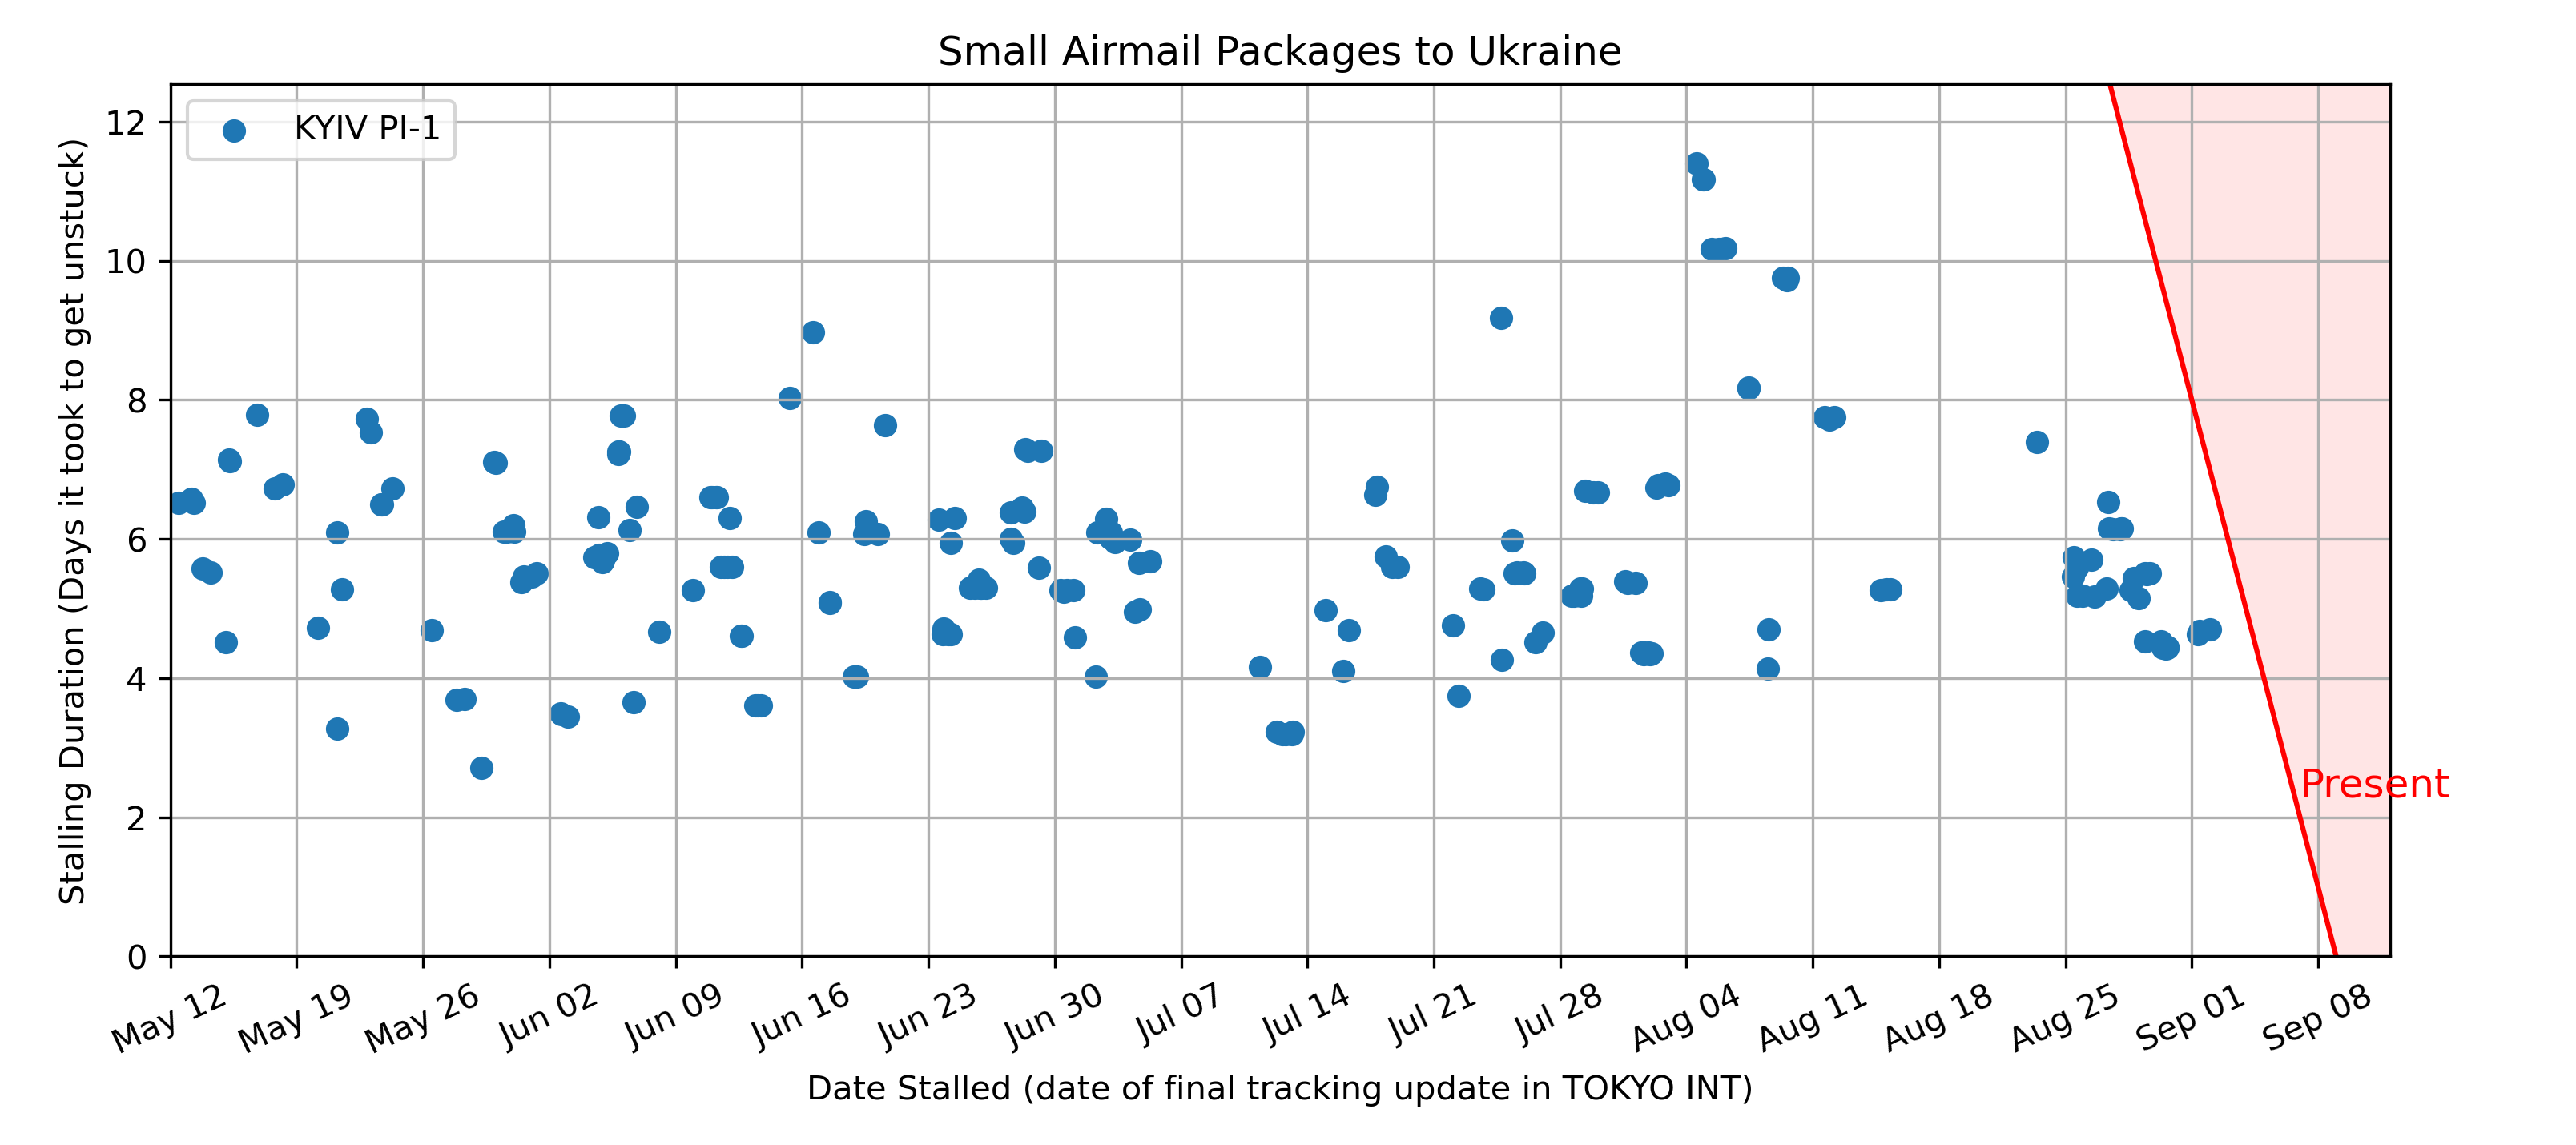 Small Airmail Packages to Ukraine
KYIV PI-1
Stalling Duration (Days it took to get unstuck)
12
10
8
6
4
2
0
May 12
May 19
May 26
Jun 02
Jun 09
Jun 16
Jun 23
Jun 30
Jul 07
Jul 14
Jul 21
Jul 28
Aug 04
Aug 11
Aug 18
Aug 25
Sep 01
Sep 08
Present
Date Stalled (date of final tracking update in TOKYO INT)